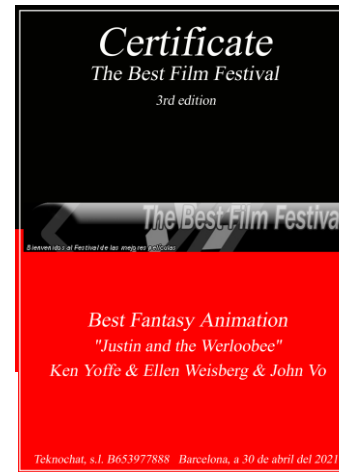 Certificate
The Best Film Festival
3rd edition
The Best Film Festival
Bienvenidos al Festival de las mejores películas
Best Fantasy Animation
"Justin and the Werloobee"
Ken Yoffe & Ellen Weisberg & John Vo
Teknochat, s.l. B653977888 Barcelona, a 30 de abril del 2021